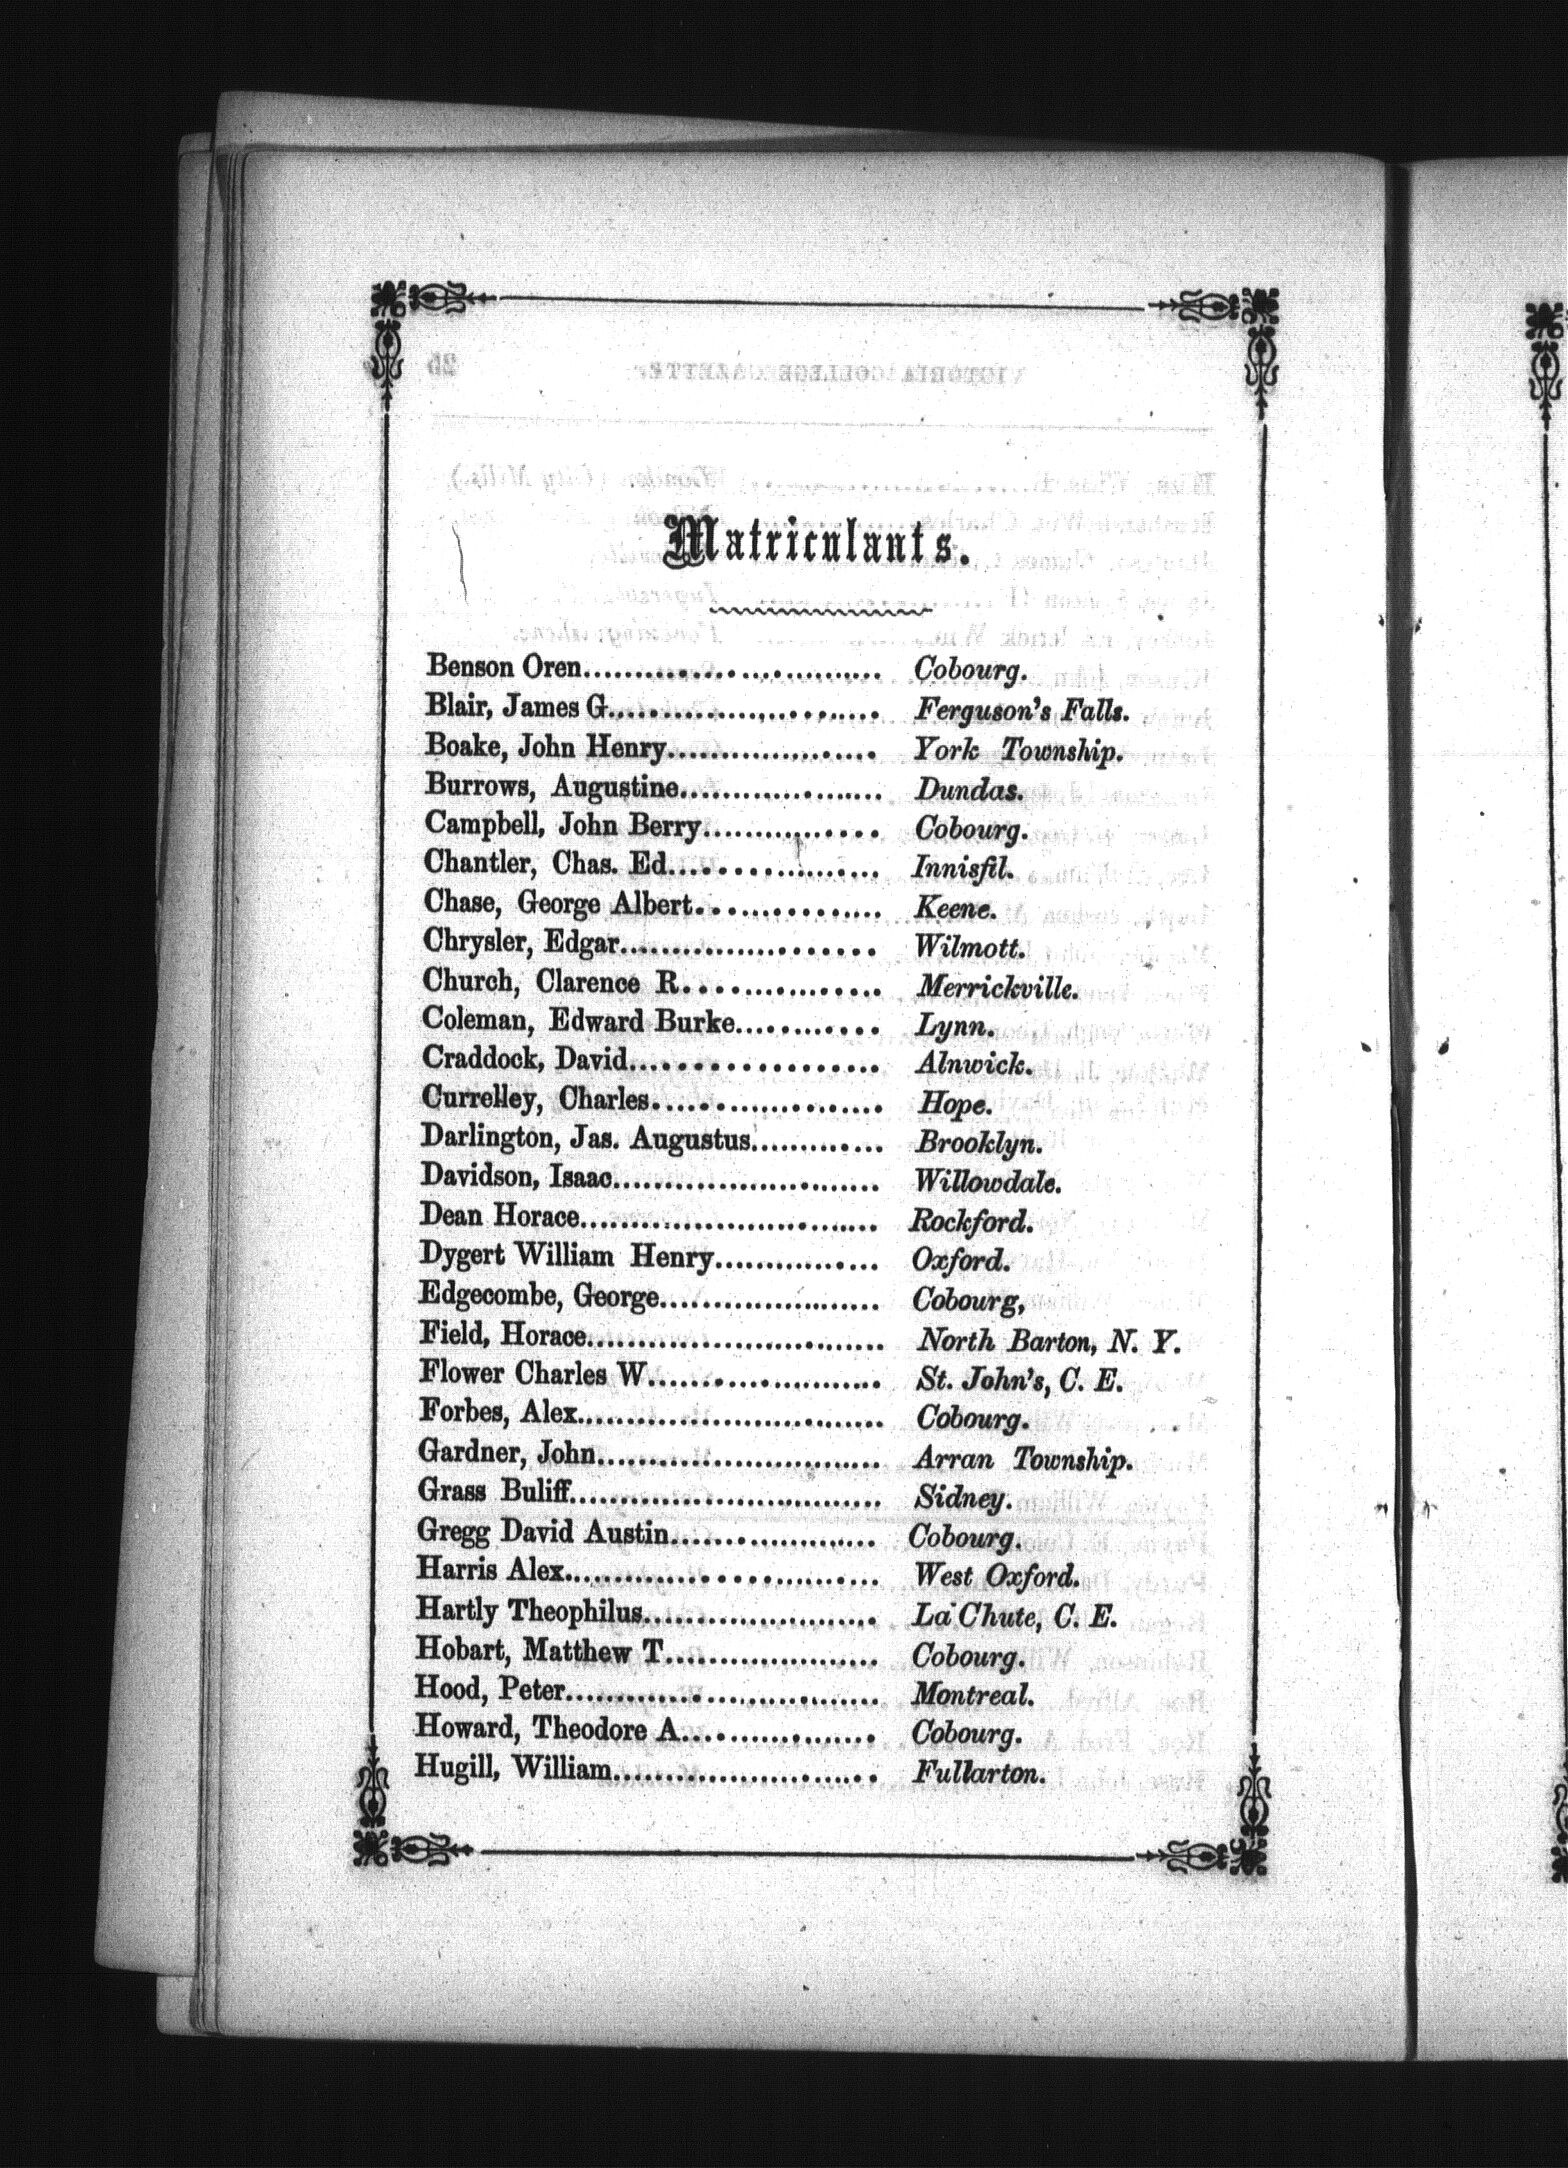 Matriculants.
Benson Oren............................ Cobourg.
Blair, James G......................... Ferguson's Falls.
Boake, John Henry.................... York Township.
Burrows, Augustine................... Dundas.
Campbell, John Berry................ Cobourg.
Chantler, Chas. Ed................... Innisfil.
Chase, George Albert................ Keene.
Chrysler, Edgar....................... Wilmott.
Church, Clarence R.................. Merrickville.
Coleman, Edward Burke............ Lynn.
Craddock, David..................... Alnwick.
Currelley, Charles.................... Hope.
Darlington, Jas. Augustus............ Brooklyn.
Davidson, Isaac......................... Willowdale.
Dean Horace............................ Rockford.
Dygert William Henry............... Oxford.
Edgecombe, George..................... Cobourg,
Field, Horace............................ North Barton, N. Y.
Flower Charles W..................... St. John's, C. E.
Forbes, Alex............................. Cobourg.
Gardner, John........................... Arran Township.
Grass Buliff.............................. Sidney.
Gregg David Austin.................. Cobourg.
Harris Alex............................. West Oxford.
Hartly Theophilus...................... La Chute, C. E.
Hobart, Matthew T................... Cobourg.
Hood, Peter............................. Montreal.
Howard, Theodore A................. Cobourg.
Hugill, William........................ Fullarton.